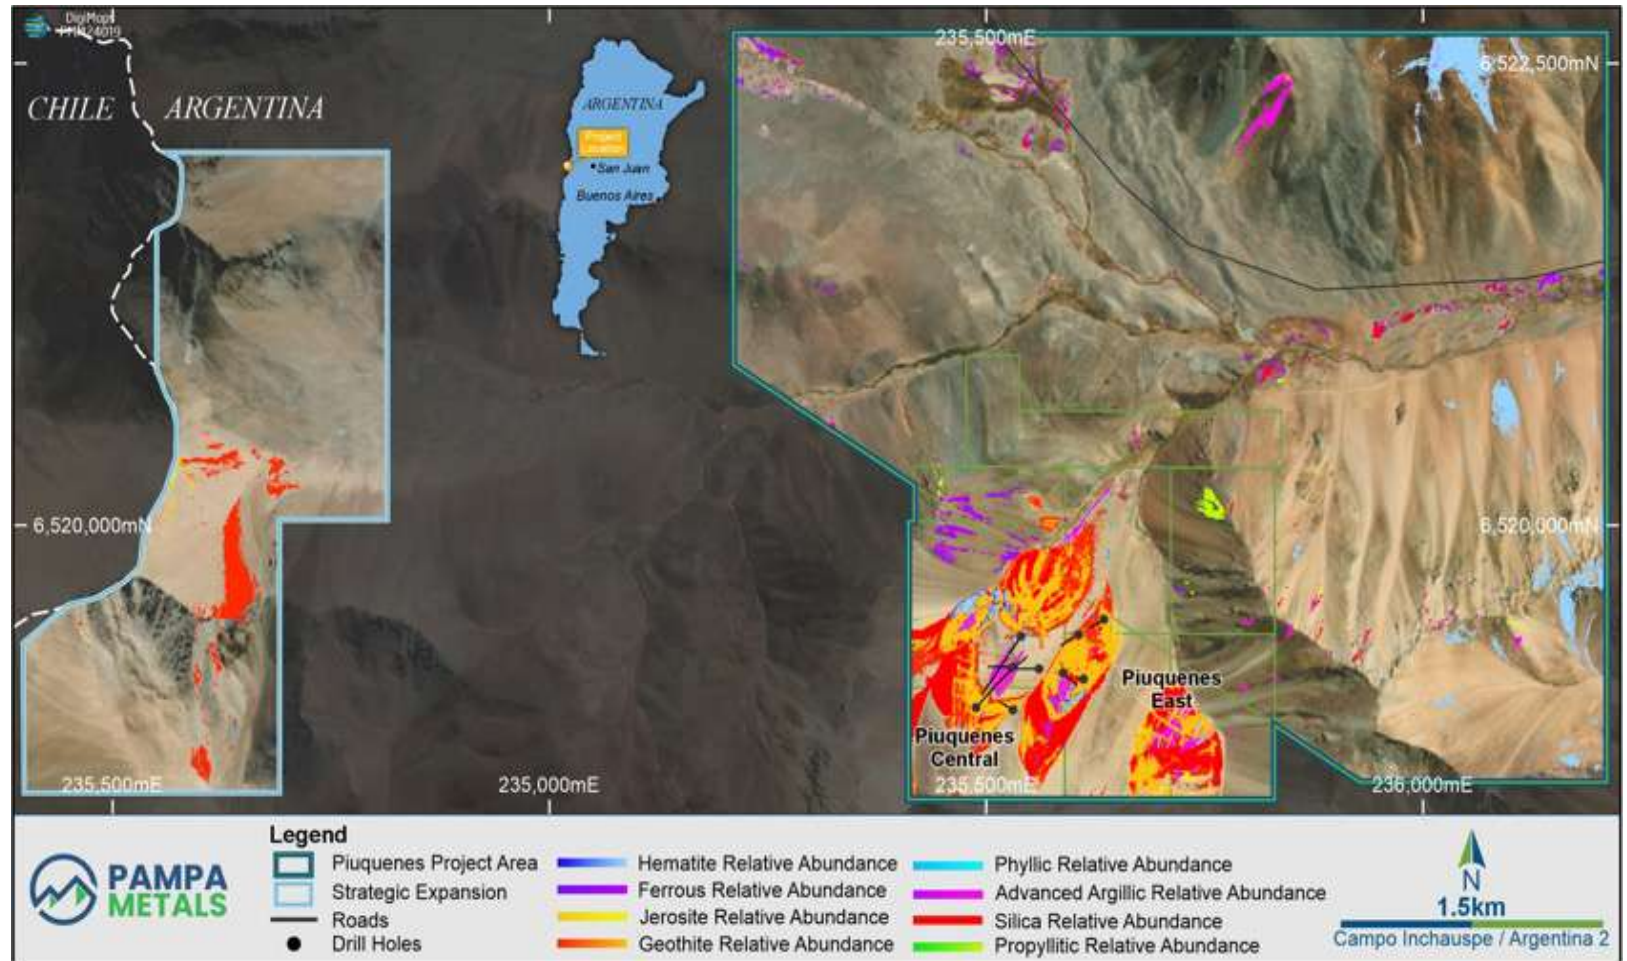 DigiMaps
CHILE
ARGENTINA
ARGENTINA
Project
Location
San Juan
Buenos Aires
235,500mE
6,522,500mN
6,520,000mN
6,520,000mN
Piuquenes
East
Piuquenes
Central
235,500mE
235,000mE
235,500mE
236,000mE
PAMPA
METALS
Legend
Piuquenes Project Area
Strategic Expansion
Roads
Drill Holes
Hematite Relative Abundance
Ferrous Relative Abundance
Jerosite Relative Abundance
Geothite Relative Abundance
Phyllic Relative Abundance
Advanced Argillic Relative Abundance
Silica Relative Abundance
Propyllitic Relative Abundance
N
1.5km
Campo Inchauspe / Argentina 2